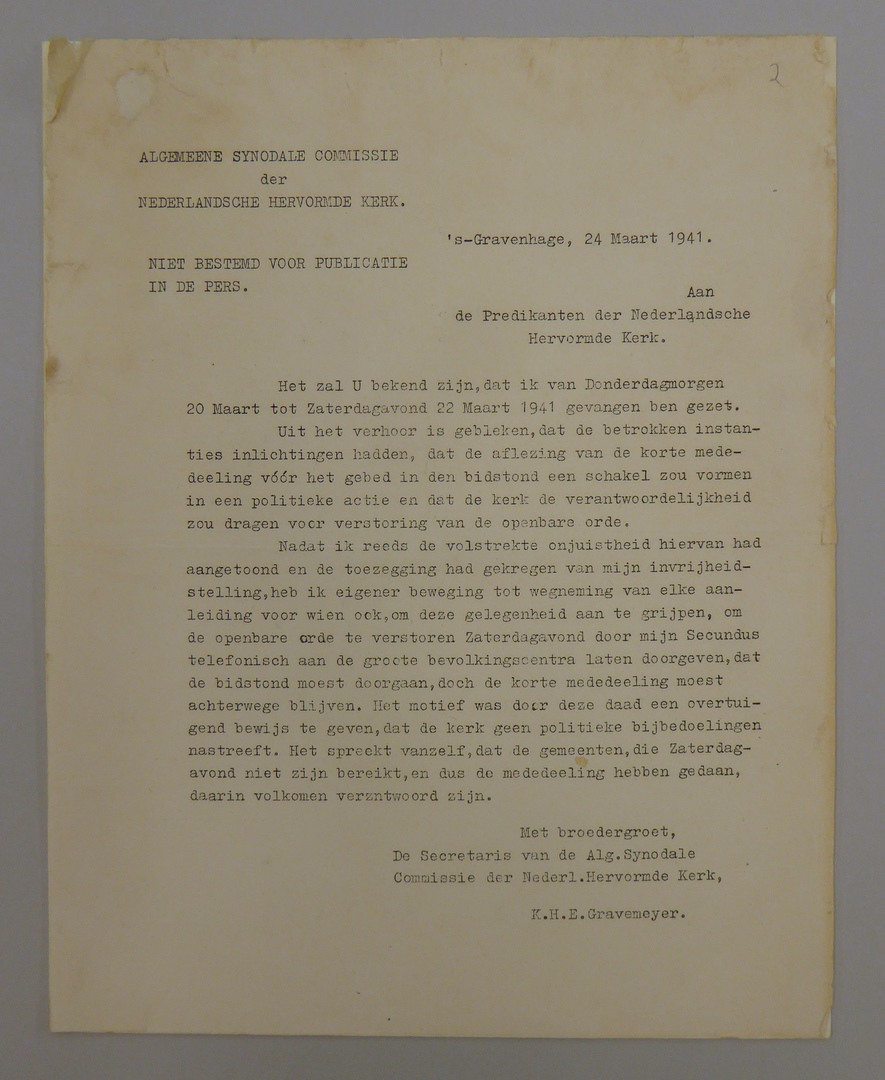 2
ALGEMEENE SYNODALE COMMISSIE
der
NEDERLANDSCHE HERVORMDE KERK.
's-Gravenhage, 24 Maart 1941.
NIET BESTEMD VOOR PUBLICATIE
IN DE PERS.
Aan
de Predikanten der Nederlandsche
Hervormde Kerk.
Het zal U bekend zijn,dat ik van Donderdagmorgen
20 Maart tot Zaterdagavond 22 Maart 1941 gevangen ben gezet.
Uit het verhoor is gebleken,dat de betrokken instan-
ties inlichtingen hadden, dat de aflezing van de korte mede-
deeling vóór het gebed in den bidstond een schakel zou vormen
in een politieke actie en dat de kerk de verantwoordelijkheid
zou dragen voor verstoring van de openbare orde.
Nadat ik reeds de volstrekte onjuistheid hiervan had
aangetoond en de toezegging had gekregen van mijn invrijheid-
stelling,heb ik eigener beweging tot wegneming van elke aan-
leiding voor wien ook,om deze gelegenheid aan te grijpen, om
de openbare orde te verstoren Zaterdagavond door mijn Secundus
telefonisch aan de groote bevolkingscentra laten doorgeven,dat
de bidstond moest doorgaan,doch de korte mededeeling moest
achterwege blijven. Het motief was door deze daad een overtui-
gend bewijs te geven,dat de kerk geen politieke bijbedoelingen
nastreeft. Het spreekt vanzelf,dat de gemeenten,die Zaterdag-
avond niet zijn bereikt,en dus de mededeeling hebben gedaan,
daarin volkomen verantwoord zijn.
Met broedergroet,
De Secretaris van de Alg.Synodale
Commissie der Nederl.Hervormde Kerk,
K.H.E.Gravemeyer.